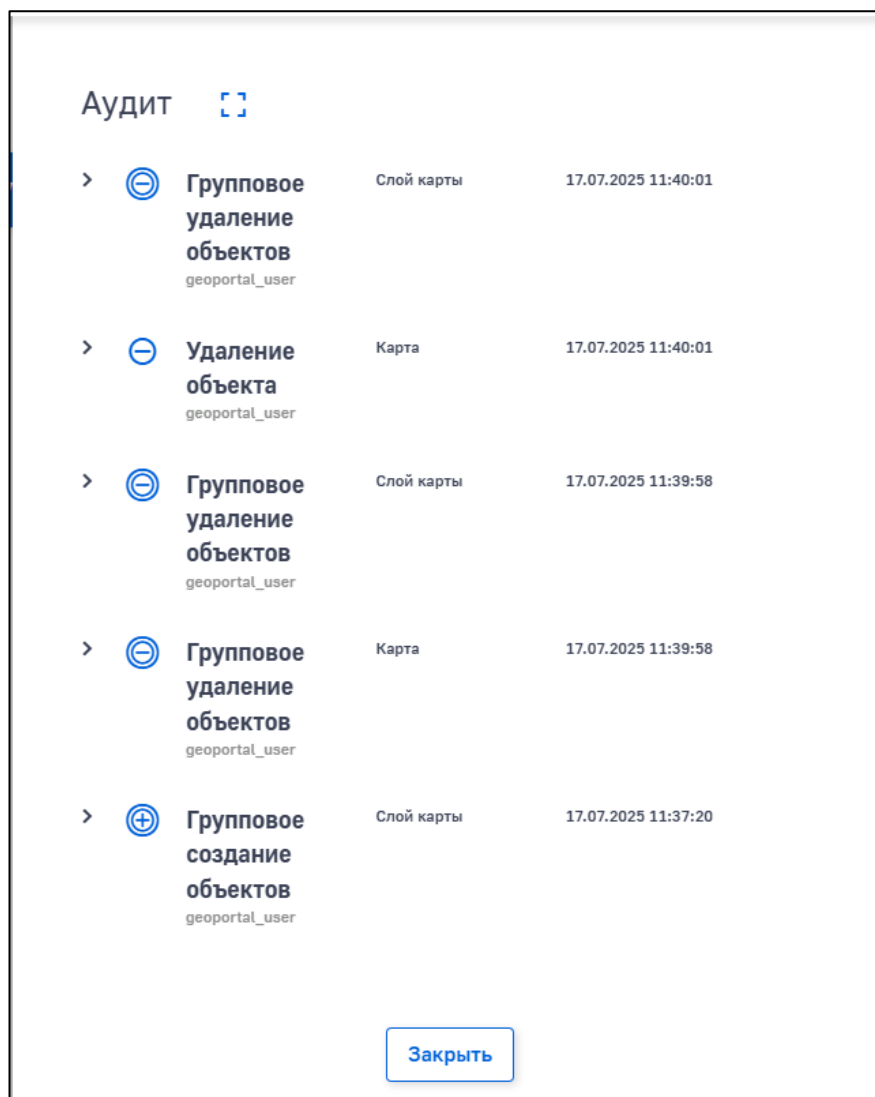 Аудит
Групповое Слой карты 17.07.2025 11:40:01
удаление
объектов
geoportal_user
Удаление Карта 17.07.2025 11:40:01
объекта
geoportal_user
Групповое Слой карты 17.07.2025 11:39:58
удаление
объектов
geoportal_user
Групповое Карта 17.07.2025 11:39:58
удаление
объектов
geoportal_user
Групповое Слой карты 17.07.2025 11:37:20
создание
объектов
geoportal_user
Закрыть